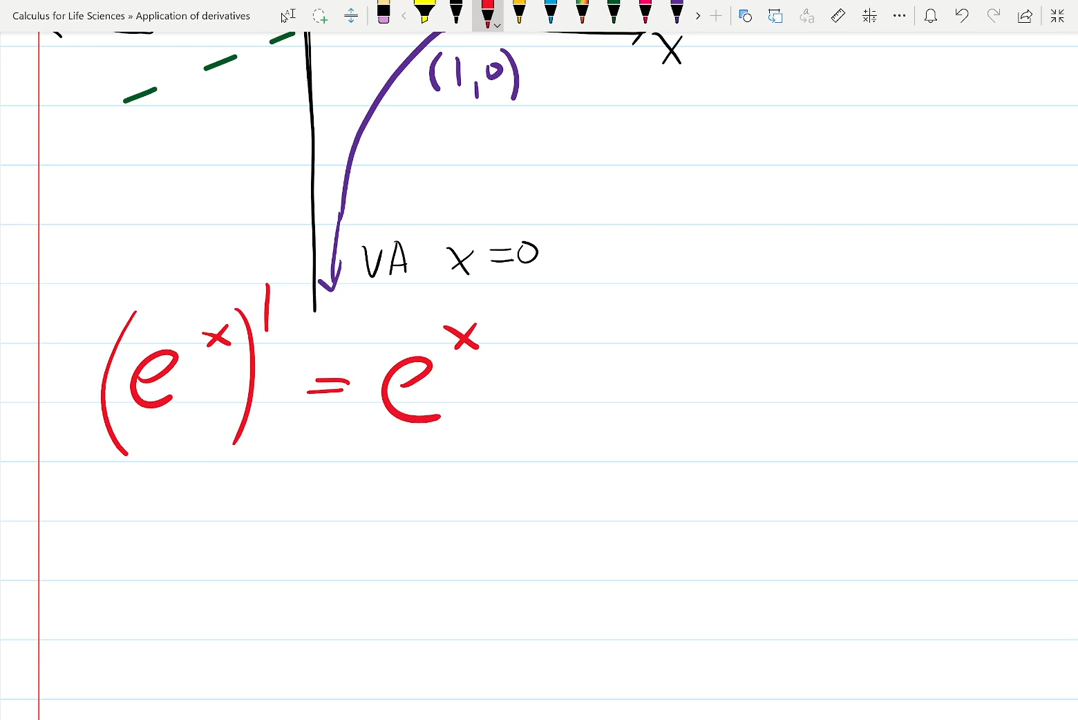 Calculus for Life Sciences » Application of derivatives
X
(1,0)
VA x=0
(e^x)' = e^x